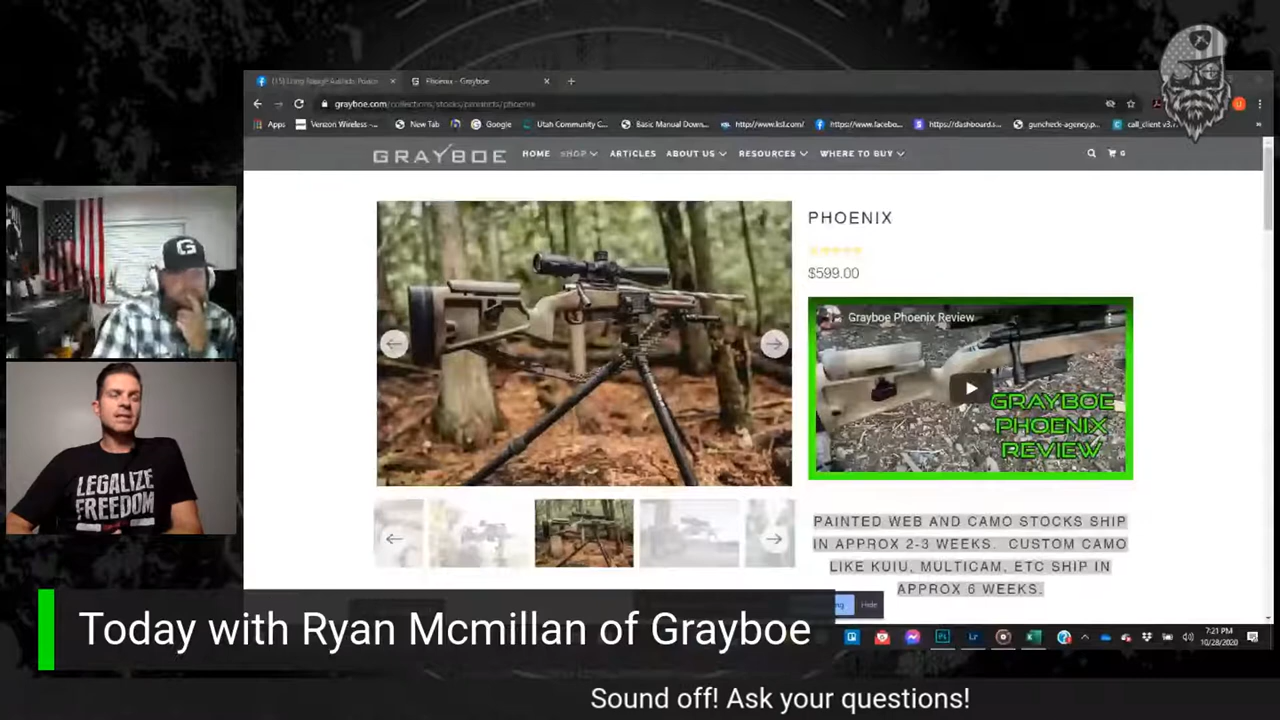 Phoenix - Grayboe
grayboe.com/collections/stocks/products/phoenix
Apps
Verizon Wireless -...
New Tab
Google
Utah Community C...
Basic Manual Down...
http://www.ksl.com/
https://www.facebo...
https://dashboard.s...
guncheck-agency.p...
call_client v3.7...
GRAYBOE
HOME
SHOP
ARTICLES
ABOUT US
RESOURCES
WHERE TO BUY
0
PHOENIX
$599.00
Grayboe Phoenix Review
GRAYBOE
PHOENIX
REVIEW
PAINTED WEB AND CAMO STOCKS SHIP
IN APPROX 2-3 WEEKS. CUSTOM CAMO
LIKE KUIU, MULTICAM, ETC SHIP IN
APPROX 6 WEEKS.
Hide
G
LEGALIZE
FREEDOM
7:21 PM
10/28/2020
Today with Ryan Mcmillan of Grayboe
Sound off! Ask your questions!